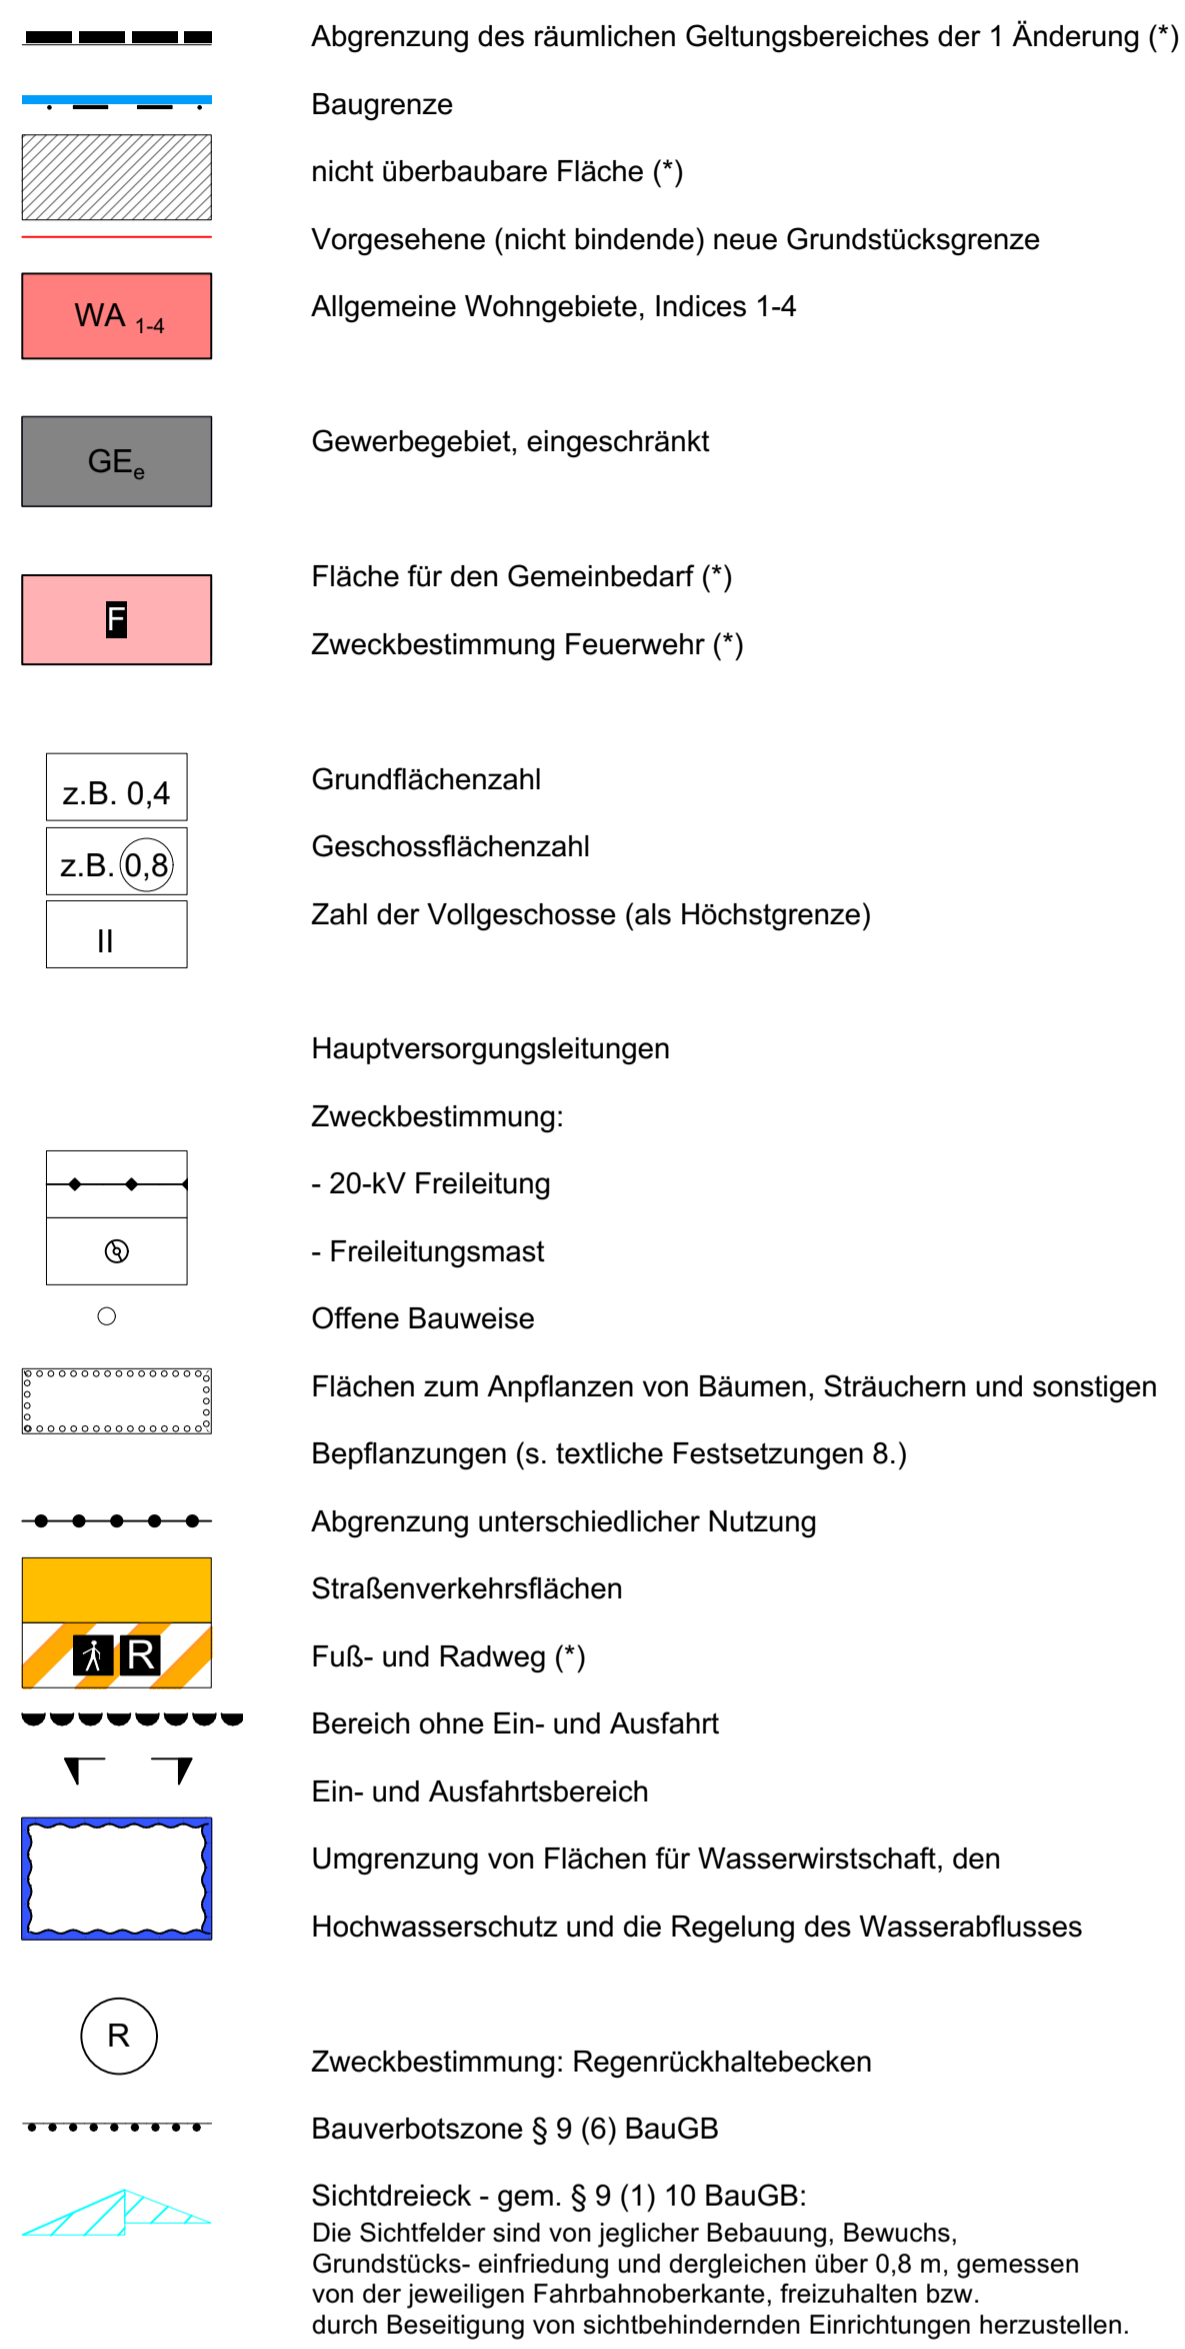 Abgrenzung des räumlichen Geltungsbereiches der 1 Änderung (*)
Baugrenze
nicht überbaubare Fläche (*)
Vorgesehene (nicht bindende) neue Grundstücksgrenze
WA 1-4
Allgemeine Wohngebiete, Indices 1-4
GEe
Gewerbegebiet, eingeschränkt
Fläche für den Gemeinbedarf (*)
F
Zweckbestimmung Feuerwehr (*)
z.B. 0,4
Grundflächenzahl
z.B. 0,8
Geschossflächenzahl
II
Zahl der Vollgeschosse (als Höchstgrenze)
Hauptversorgungsleitungen
Zweckbestimmung:
- 20-kV Freileitung
- Freileitungsmast
Offene Bauweise
Flächen zum Anpflanzen von Bäumen, Sträuchern und sonstigen
Bepflanzungen (s. textliche Festsetzungen 8.)
Abgrenzung unterschiedlicher Nutzung
Straßenverkehrsflächen
R
Fuß- und Radweg (*)
Bereich ohne Ein- und Ausfahrt
Ein- und Ausfahrtsbereich
Umgrenzung von Flächen für Wasserwirstschaft, den
Hochwasserschutz und die Regelung des Wasserabflusses
R
Zweckbestimmung: Regenrückhaltebecken
Bauverbotszone § 9 (6) BauGB
Sichtdreieck - gem. § 9 (1) 10 BauGB:
Die Sichtfelder sind von jeglicher Bebauung, Bewuchs,
Grundstücks- einfriedung und dergleichen über 0,8 m, gemessen
von der jeweiligen Fahrbahnoberkante, freizuhalten bzw.
durch Beseitigung von sichtbehindernden Einrichtungen herzustellen.